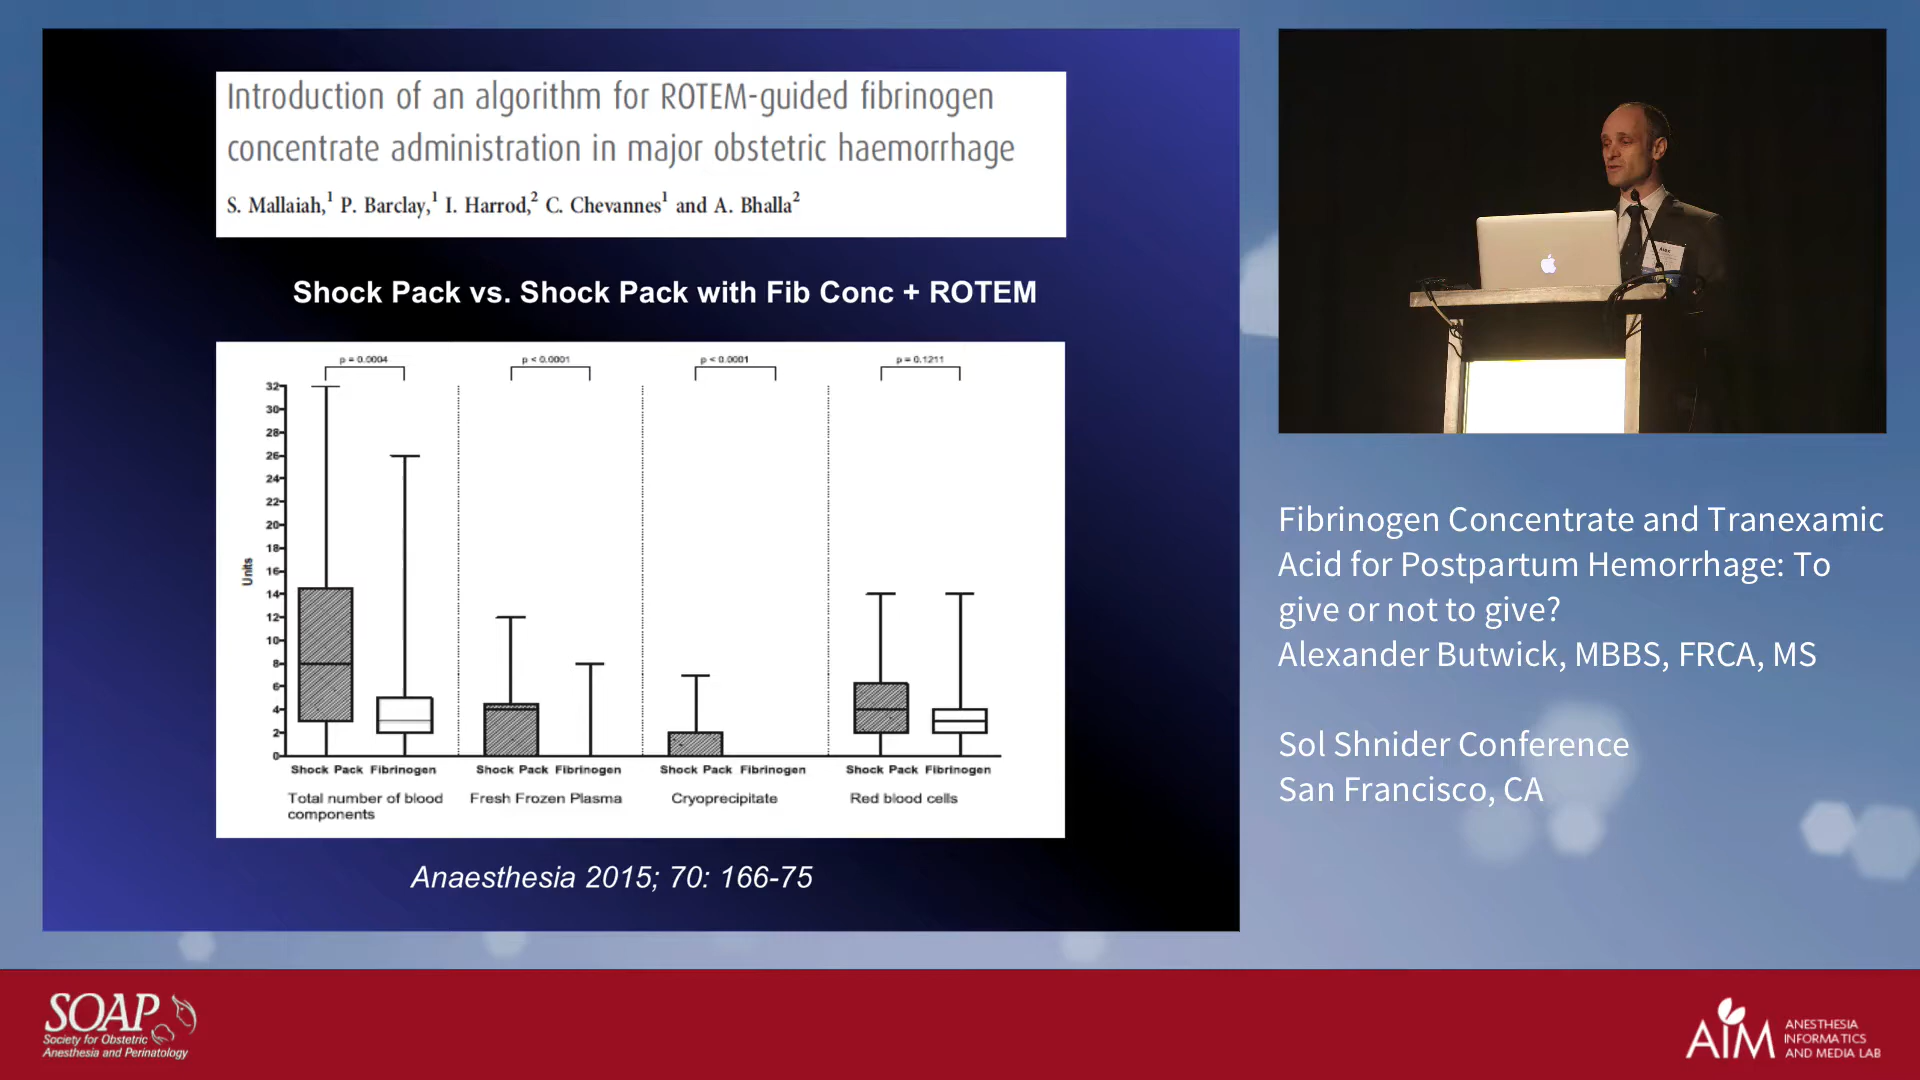 Introduction of an algorithm for ROTEM-guided fibrinogen
concentrate administration in major obstetric haemorrhage
S. Mallaiah,1 P. Barclay,1 I. Harrod,2 C. Chevannes1 and A. Bhalla2
Shock Pack vs. Shock Pack with Fib Conc + ROTEM
p = 0.0004
p < 0.0001
p < 0.0001
p = 0.1211
32
30
28
26
24
22
20
18
16
14
12
10
8
6
4
2
0
Units
Shock Pack Fibrinogen
Shock Pack Fibrinogen
Shock Pack Fibrinogen
Shock Pack Fibrinogen
Total number of blood
components
Fresh Frozen Plasma
Cryoprecipitate
Red blood cells
Anaesthesia 2015; 70: 166-75
Fibrinogen Concentrate and Tranexamic
Acid for Postpartum Hemorrhage: To
give or not to give?
Alexander Butwick, MBBS, FRCA, MS
Sol Shnider Conference
San Francisco, CA
SOAP
Society for Obstetric
Anesthesia and Perinatology
AIM
ANESTHESIA
INFORMATICS
AND MEDIA LAB